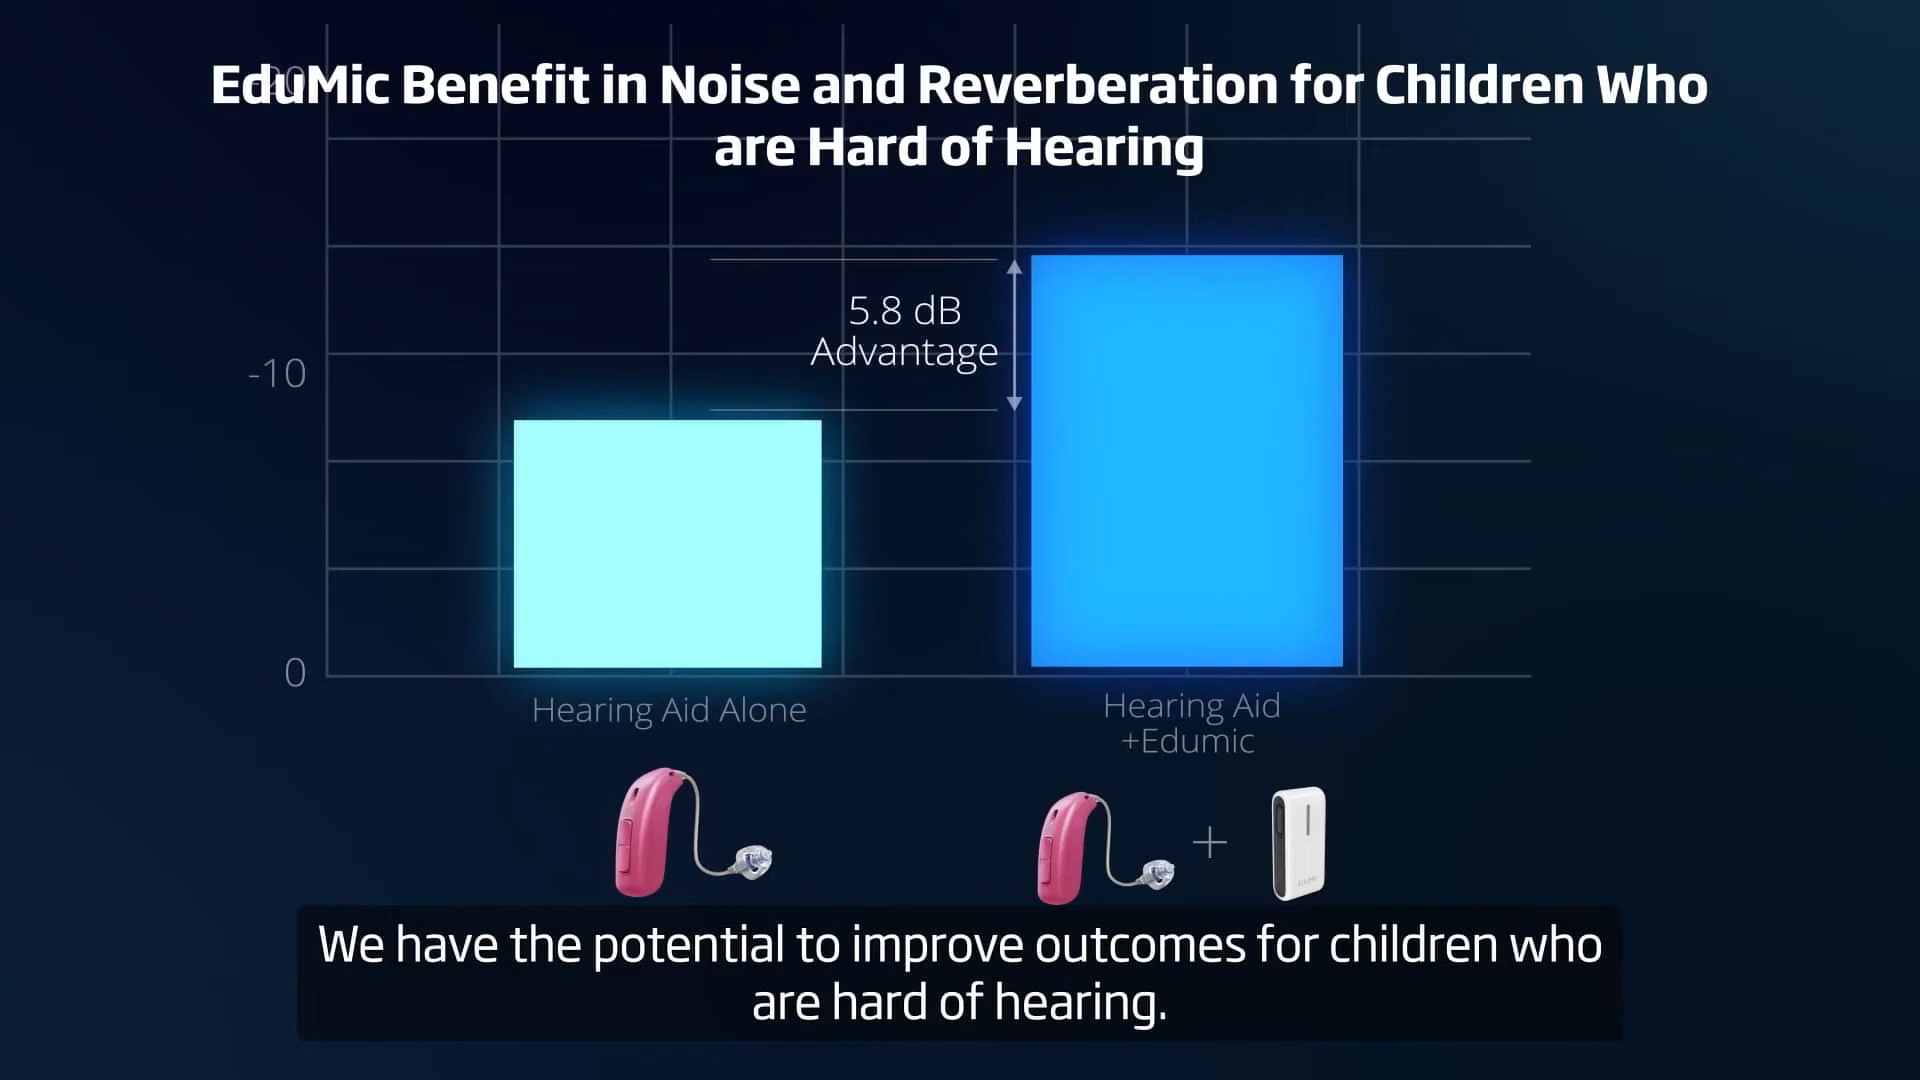 EduMic Benefit in Noise and Reverberation for Children Who
are Hard of Hearing
5.8 dB
Advantage
-10
0
Hearing Aid Alone
Hearing Aid
+Edumic
+
We have the potential to improve outcomes for children who
are hard of hearing.